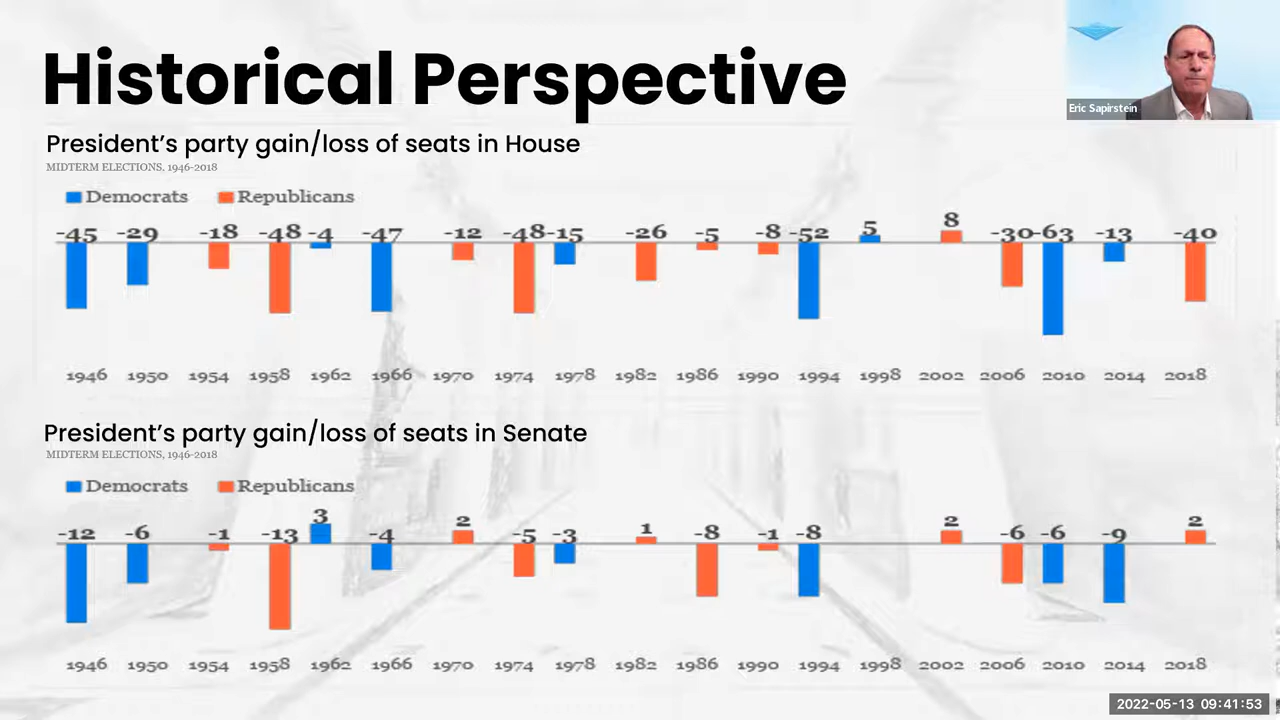 Historical Perspective
Eric Sapirstein
President's party gain/loss of seats in House
MIDTERM ELECTIONS, 1946-2018
Democrats Republicans
-45 -29 -18 -48 -4 -47 -12 -48 -15 -26 -5 -8 -52 5 8 -30 -63 -13 -40
1946 1950 1954 1958 1962 1966 1970 1974 1978 1982 1986 1990 1994 1998 2002 2006 2010 2014 2018
President's party gain/loss of seats in Senate
MIDTERM ELECTIONS, 1946-2018
Democrats Republicans
-12 -6 -1 -13 3 -4 2 -5 -3 1 -8 -1 -8 2 -6 -6 -9 2
1946 1950 1954 1958 1962 1966 1970 1974 1978 1982 1986 1990 1994 1998 2002 2006 2010 2014 2018
2022-05-13 09:41:53